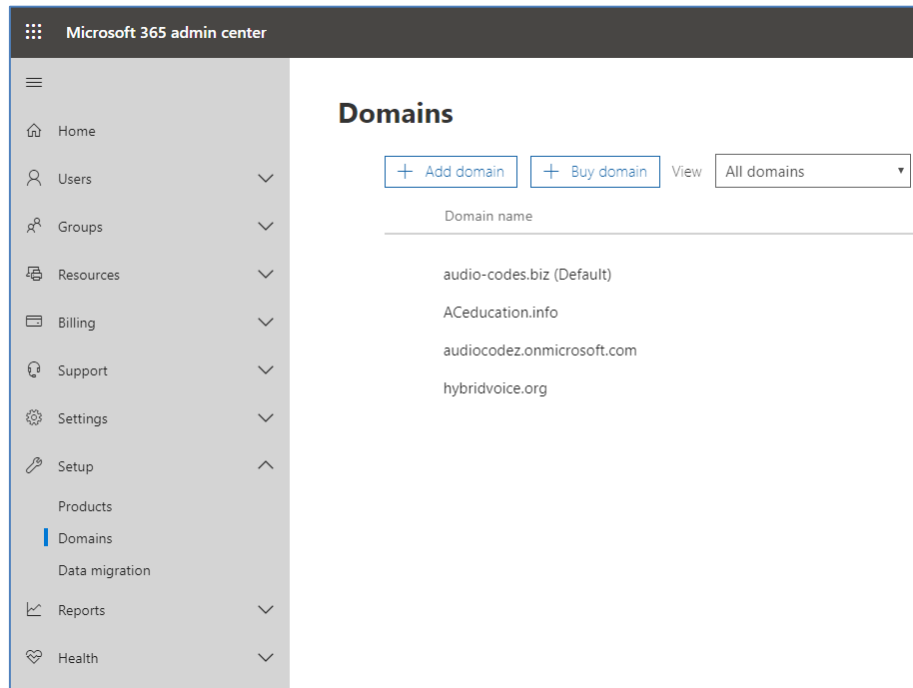 Microsoft 365 admin center
Home
Users
Groups
Resources
Billing
Support
Settings
Setup
Products
Domains
Data migration
Reports
Health
Domains
Add domain Buy domain View All domains
Domain name
audio-codes.biz (Default)
ACeducation.info
audiocodez.onmicrosoft.com
hybridvoice.org